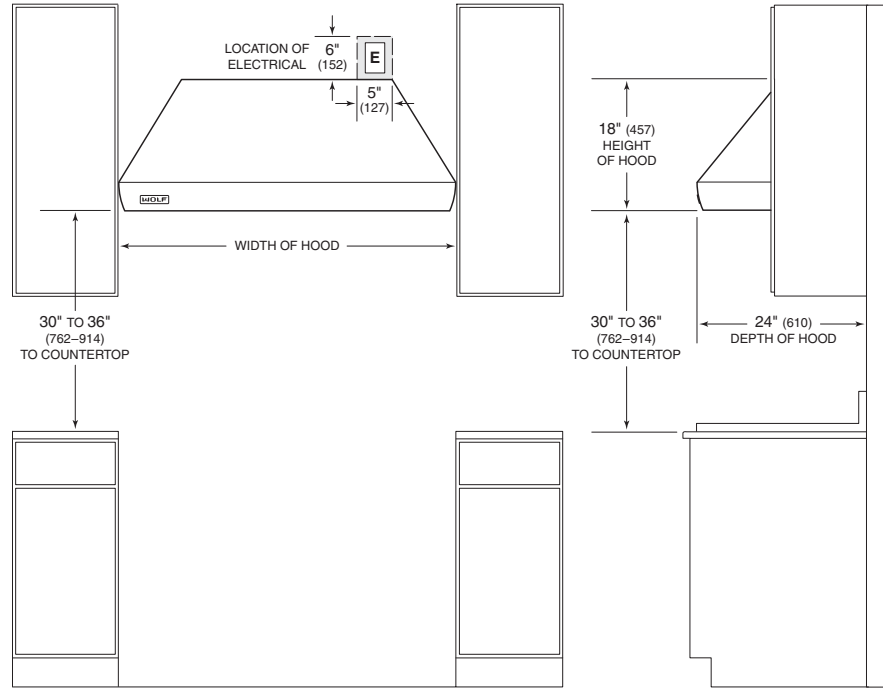 LOCATION OF
ELECTRICAL
6"
(152)
E
5"
(127)
WOLF
WIDTH OF HOOD
30" TO 36"
(762–914)
TO COUNTERTOP
18" (457)
HEIGHT
OF HOOD
30" TO 36"
(762–914)
TO COUNTERTOP
24" (610)
DEPTH OF HOOD